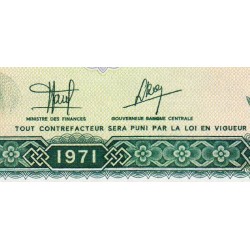 MINISTRE DES FINANCES GOUVERNEUR BANQUE CENTRALE
TOUT CONTREFACTEUR SERA PUNI PAR LA LOI EN VIGUEUR
1971